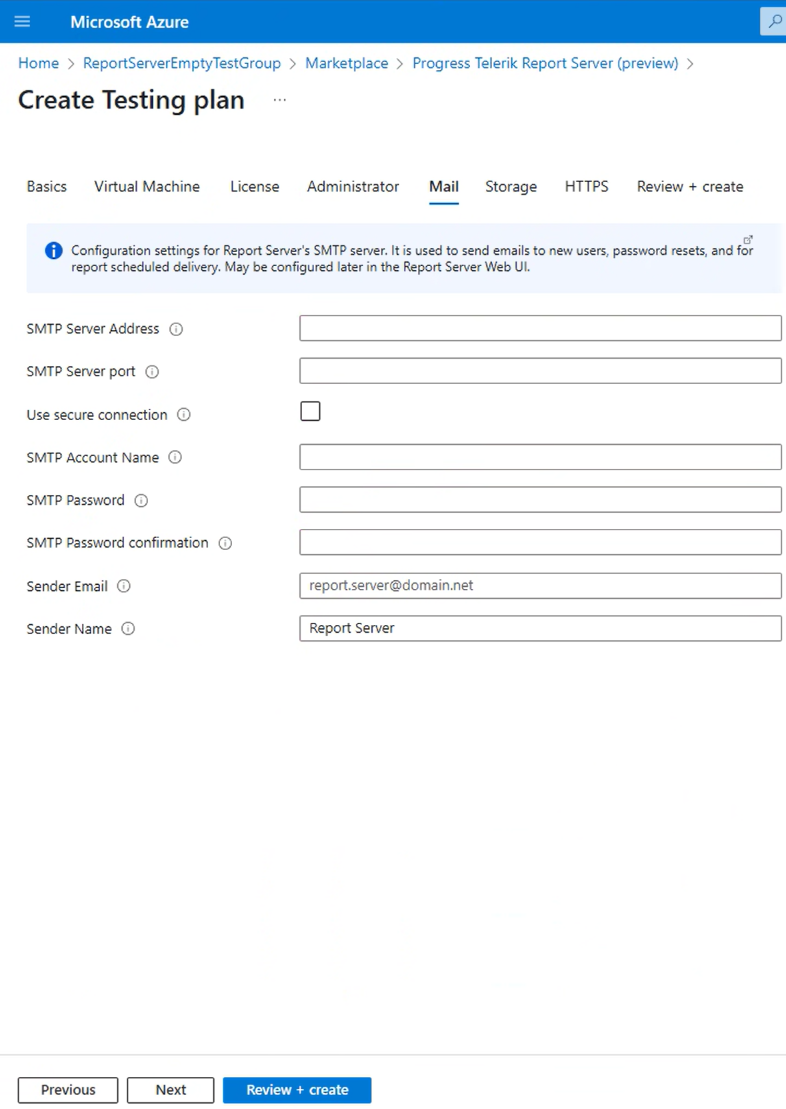 Microsoft Azure
Home > ReportServerEmptyTestGroup > Marketplace > Progress Telerik Report Server (preview) >
Create Testing plan ...
Basics Virtual Machine License Administrator Mail Storage HTTPS Review + create
Configuration settings for Report Server's SMTP server. It is used to send emails to new users, password resets, and for
report scheduled delivery. May be configured later in the Report Server Web UI.
SMTP Server Address
SMTP Server port
Use secure connection
SMTP Account Name
SMTP Password
SMTP Password confirmation
Sender Email report.server@domain.net
Sender Name Report Server
Previous Next Review + create